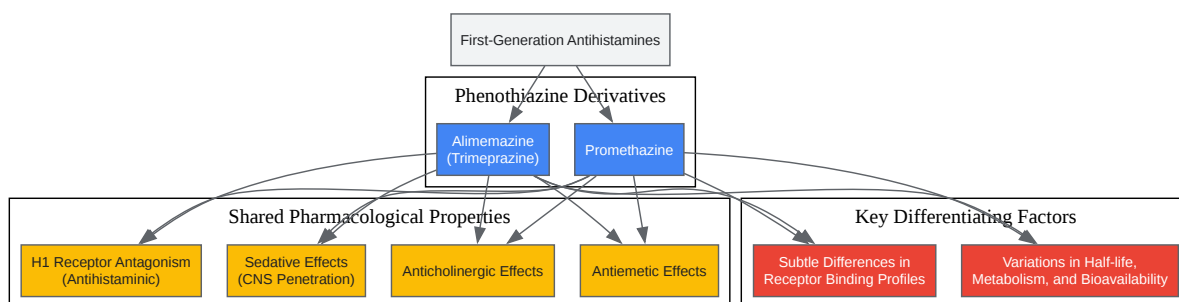 First-Generation Antihistamines
Phenothiazine Derivatives
Alimemazine
(Trimeprazine)
Promethazine
Shared Pharmacological Properties
Key Differentiating Factors
H1 Receptor Antagonism
(Antihistaminic)
Sedative Effects
(CNS Penetration)
Anticholinergic Effects
Antiemetic Effects
Subtle Differences in
Receptor Binding Profiles
Variations in Half-life,
Metabolism, and Bioavailability